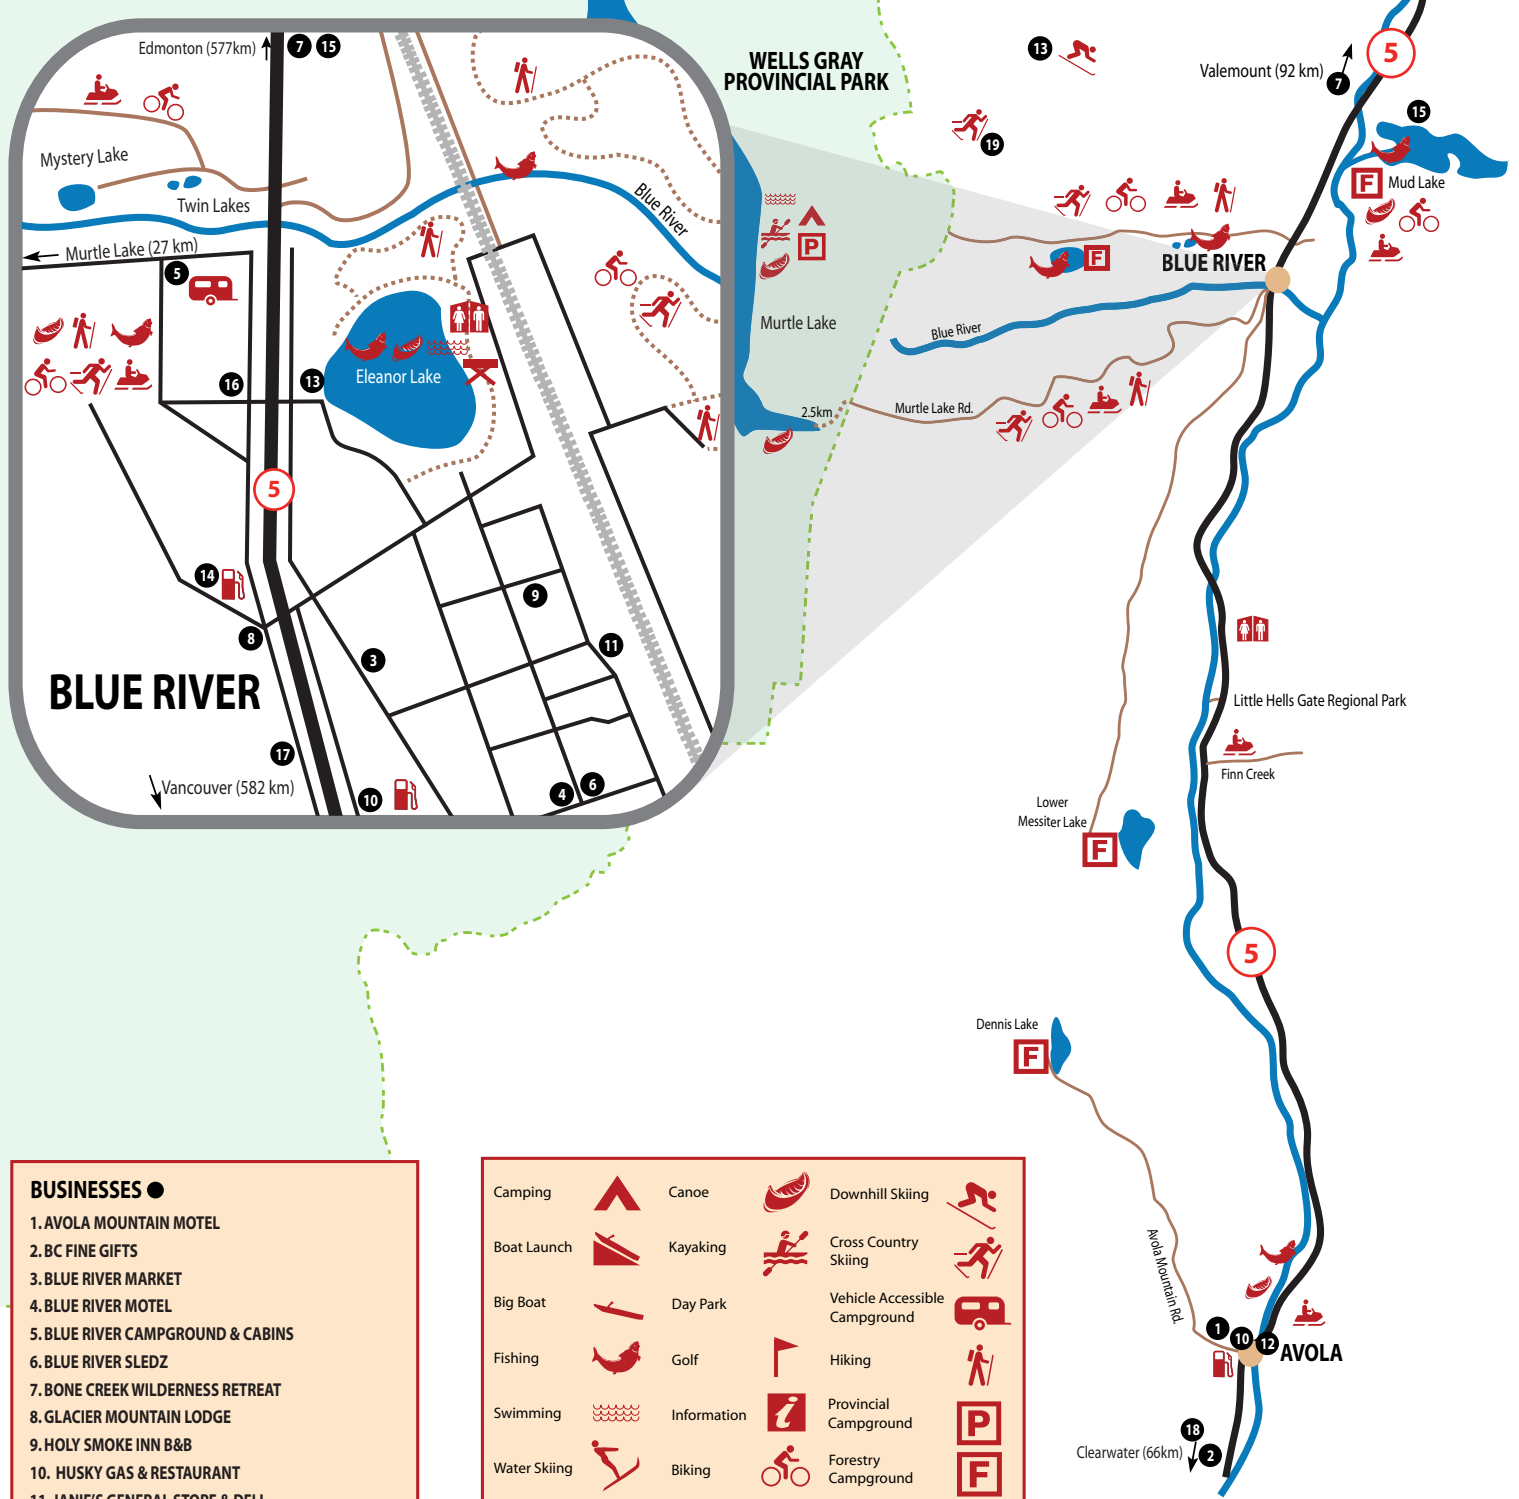 Edmonton (577km)
7
15
Mystery Lake
Twin Lakes
Blue River
Murtle Lake (27 km)
5
16
13
Eleanor Lake
5
14
8
9
11
3
BLUE RIVER
17
Vancouver (582 km)
10
4
6
WELLS GRAY
PROVINCIAL PARK
13
19
Valemount (92 km)
7
5
15
F
Mud Lake
P
F
BLUE RIVER
Murtle Lake
Blue River
2.5km
Murtle Lake Rd.
Little Hells Gate Regional Park
Finn Creek
Lower
Messiter Lake
F
5
Dennis Lake
F
Avola Mountain Rd.
1
10
12
AVOLA
18
Clearwater (66km)
2
BUSINESSES
1. AVOLA MOUNTAIN MOTEL
2. BC FINE GIFTS
3. BLUE RIVER MARKET
4. BLUE RIVER MOTEL
5. BLUE RIVER CAMPGROUND & CABINS
6. BLUE RIVER SLEDZ
7. BONE CREEK WILDERNESS RETREAT
8. GLACIER MOUNTAIN LODGE
9. HOLY SMOKE INN B&B
10. HUSKY GAS & RESTAURANT
11. JANIE'S GENERAL STORE & DELI
Camping
Canoe
Downhill Skiing
Boat Launch
Kayaking
Cross Country
Skiing
Big Boat
Day Park
Vehicle Accessible
Campground
Fishing
Golf
Hiking
Swimming
Information
i
Provincial
Campground
P
Water Skiing
Biking
Forestry
Campground
F